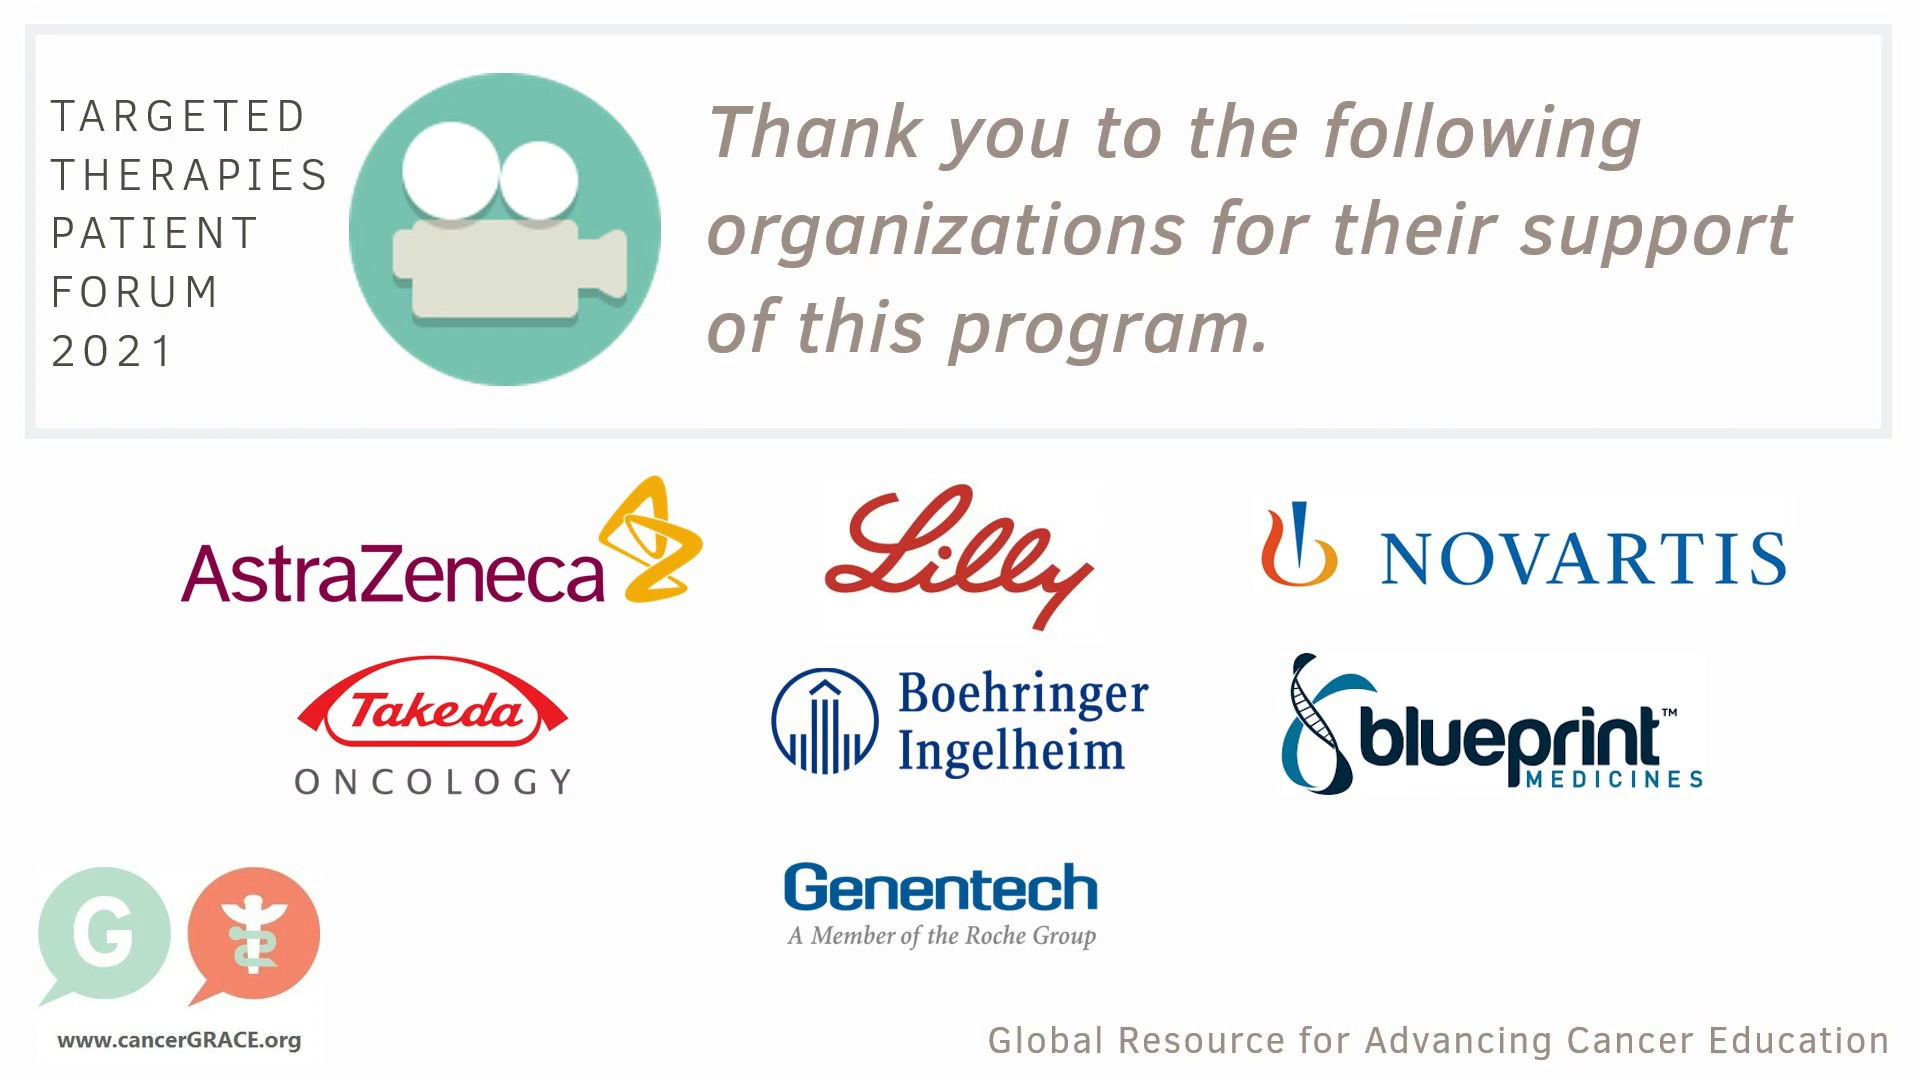 TARGETED
THERAPIES
PATIENT
FORUM
2021
Thank you to the following
organizations for their support
of this program.
AstraZeneca
Lilly
NOVARTIS
Takeda
ONCOLOGY
Boehringer
Ingelheim
blueprint™
MEDICINES
Genentech
A Member of the Roche Group
G
www.cancerGRACE.org
Global Resource for Advancing Cancer Education